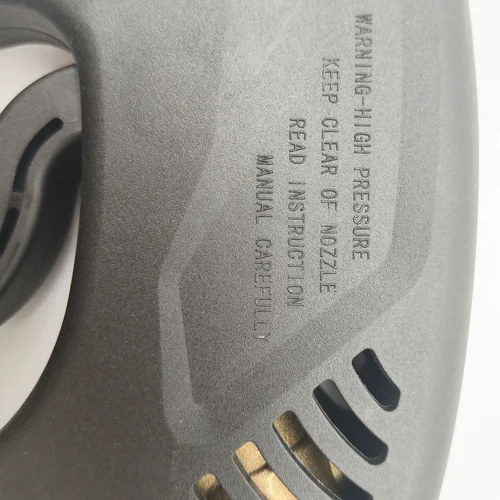 WARNING-HIGH PRESSURE
KEEP CLEAR OF NOZZLE
READ INSTRUCTION
MANUAL CAREFULLY